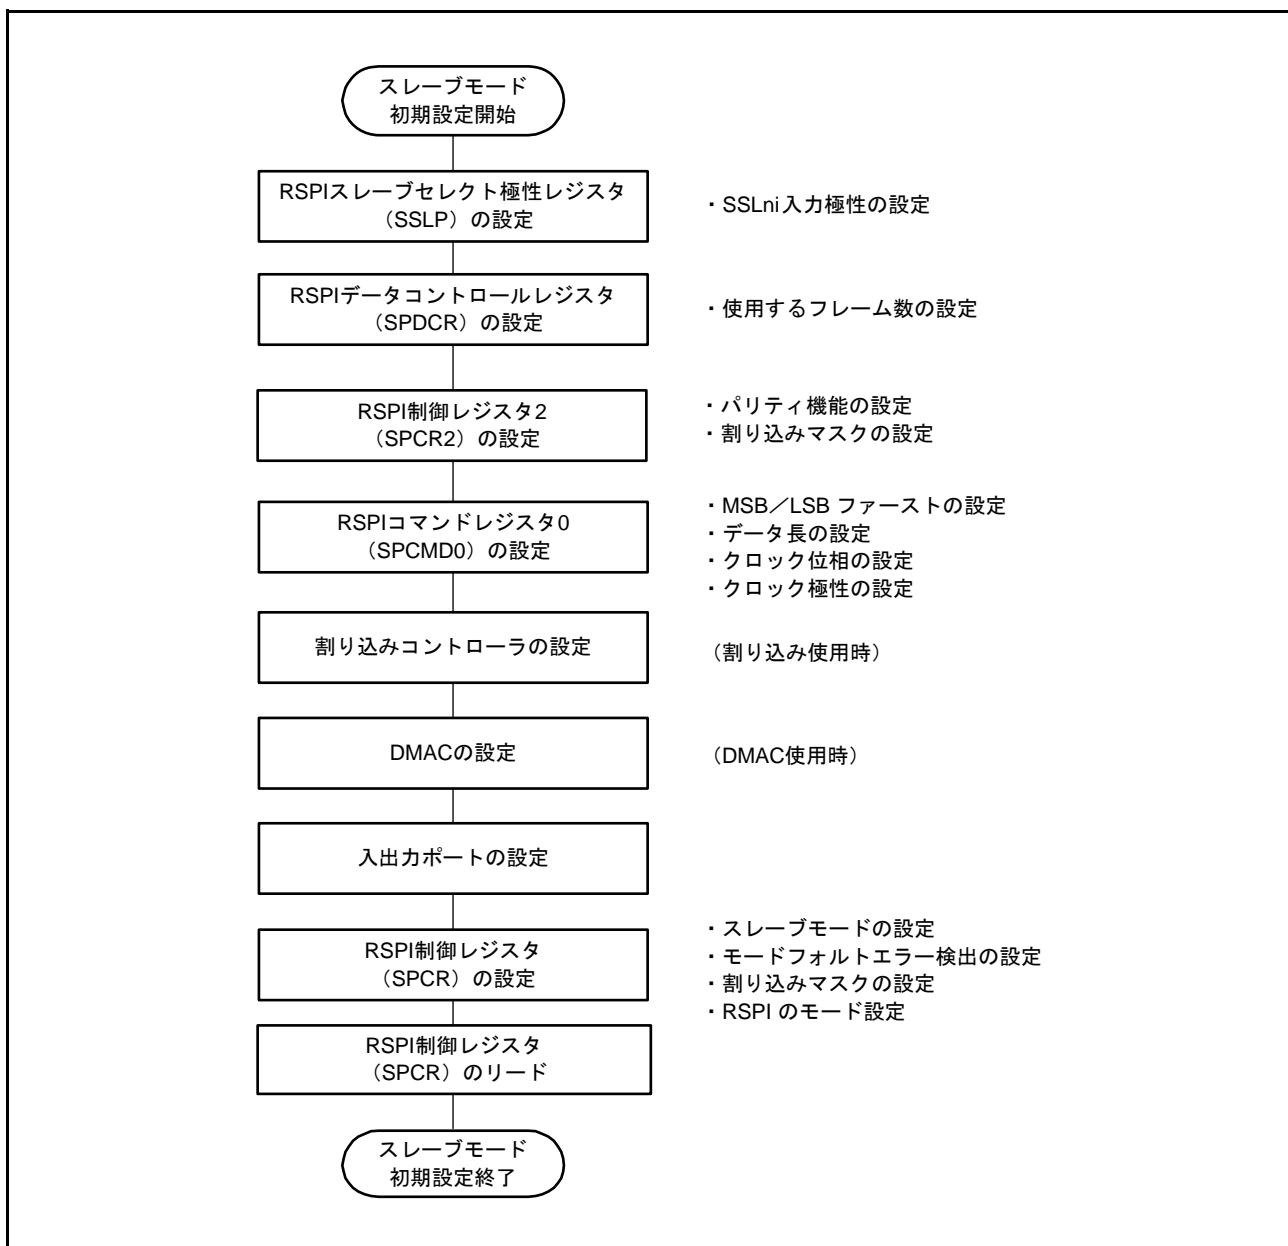 スレーブモード
初期設定開始
RSPIスレーブセレクト極性レジスタ
（SSLP）の設定
・SSLni入力極性の設定
RSPIデータコントロールレジスタ
（SPDCR）の設定
・使用するフレーム数の設定
RSPI制御レジスタ2
（SPCR2）の設定
・パリティ機能の設定
・割り込みマスクの設定
RSPIコマンドレジスタ0
（SPCMD0）の設定
・MSB／LSB ファーストの設定
・データ長の設定
・クロック位相の設定
・クロック極性の設定
割り込みコントローラの設定
（割り込み使用時）
DMACの設定
（DMAC使用時）
入出力ポートの設定
RSPI制御レジスタ
（SPCR）の設定
・スレーブモードの設定
・モードフォルトエラー検出の設定
・割り込みマスクの設定
・RSPI のモード設定
RSPI制御レジスタ
（SPCR）のリード
スレーブモード
初期設定終了